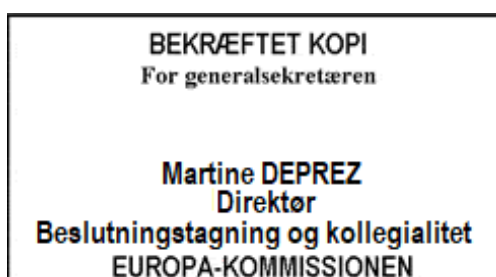 BEKRÆFTET KOPI
For generalsekretæren
Martine DEPREZ
Direktør
Beslutningstagning og kollegialitet
EUROPA-KOMMISSIONEN